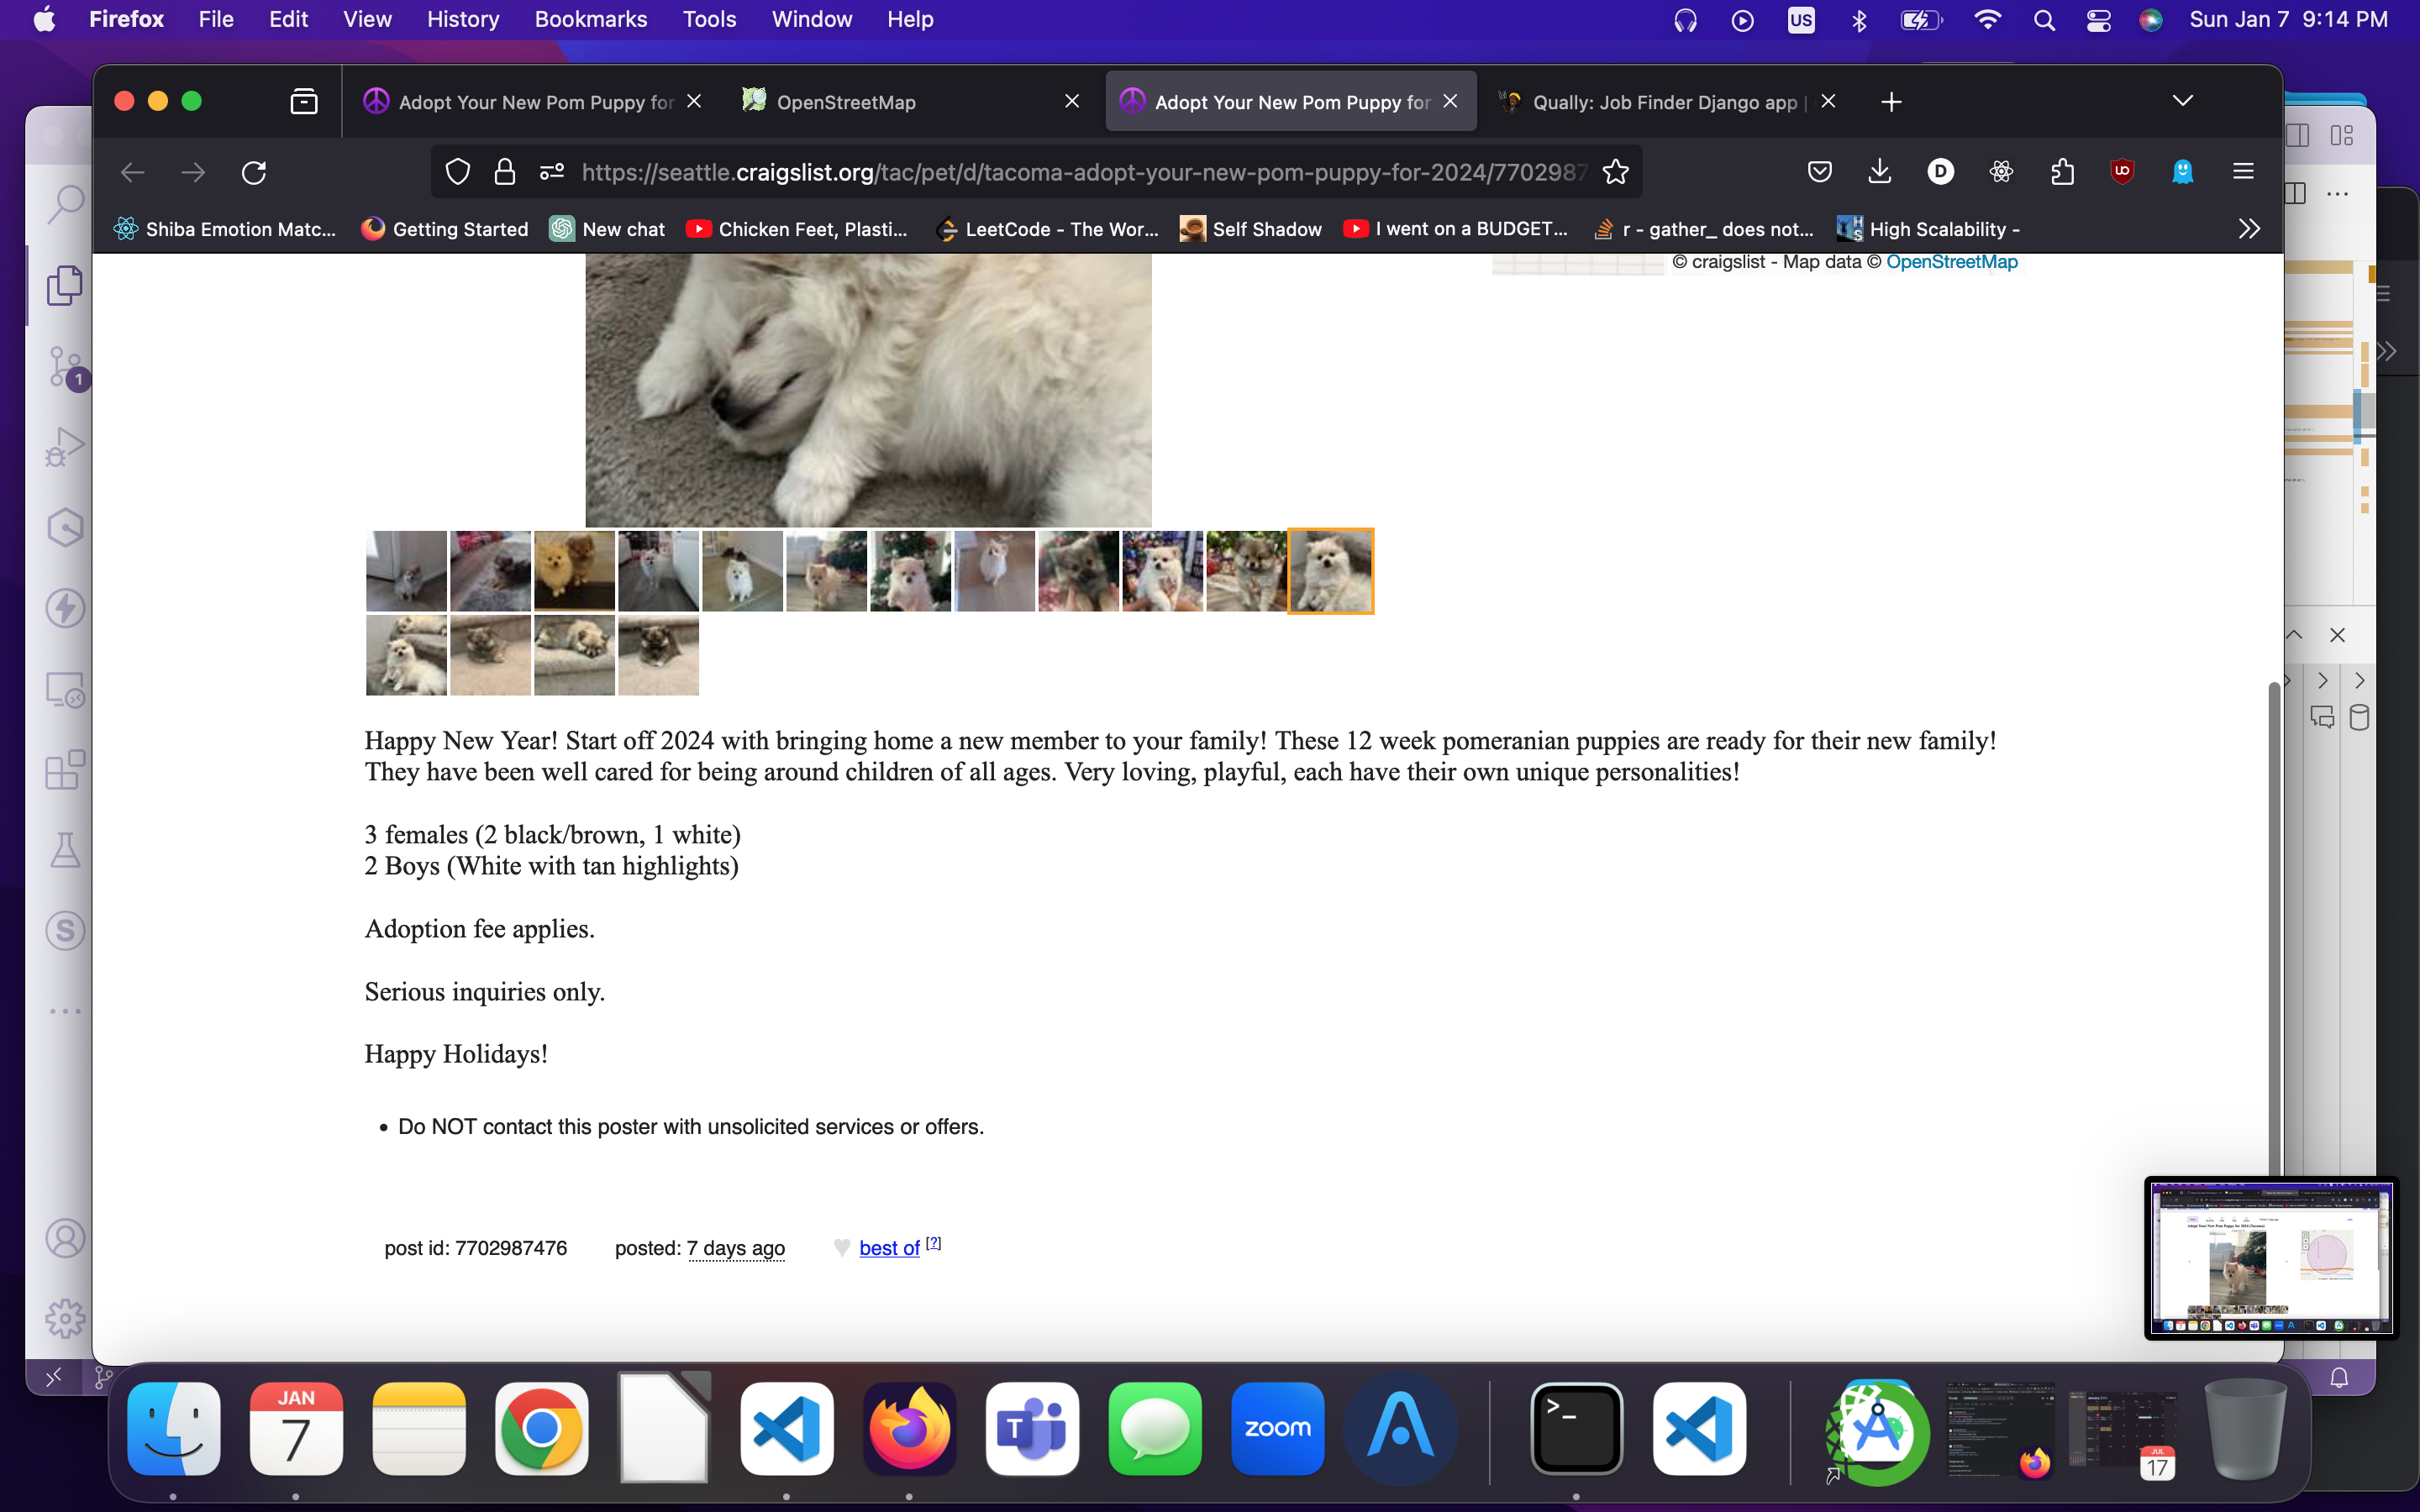 Firefox File Edit View History Bookmarks Tools Window Help US Sun Jan 7 9:14 PM
Adopt Your New Pom Puppy for OpenStreetMap Adopt Your New Pom Puppy for Qually: Job Finder Django app |
https://seattle.craigslist.org/tac/pet/d/tacoma-adopt-your-new-pom-puppy-for-2024/7702987
Shiba Emotion Matc... Getting Started New chat Chicken Feet, Plasti... LeetCode - The Wor... Self Shadow I went on a BUDGET... r - gather_ does not... High Scalability -
© craigslist - Map data © OpenStreetMap
1
Happy New Year! Start off 2024 with bringing home a new member to your family! These 12 week pomeranian puppies are ready for their new family!
They have been well cared for being around children of all ages. Very loving, playful, each have their own unique personalities!
3 females (2 black/brown, 1 white)
2 Boys (White with tan highlights)
Adoption fee applies.
Serious inquiries only.
Happy Holidays!
Do NOT contact this poster with unsolicited services or offers.
post id: 7702987476 posted: 7 days ago best of [?]
JAN
7
zoom
JUL
17